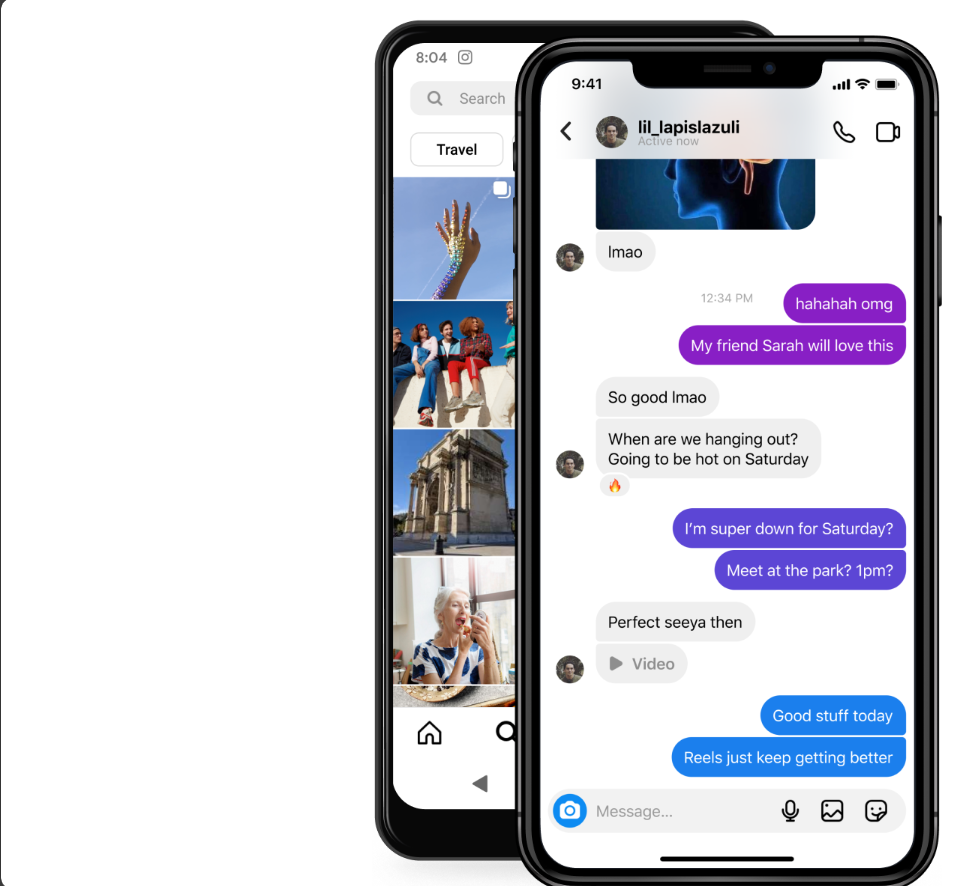 8:04
Search
Travel
9:41
lil_lapislazuli
Active now
lmao
12:34 PM
hahahah omg
My friend Sarah will love this
So good lmao
When are we hanging out?
Going to be hot on Saturday
I'm super down for Saturday?
Meet at the park? 1pm?
Perfect seeya then
Video
Good stuff today
Reels just keep getting better
Message...